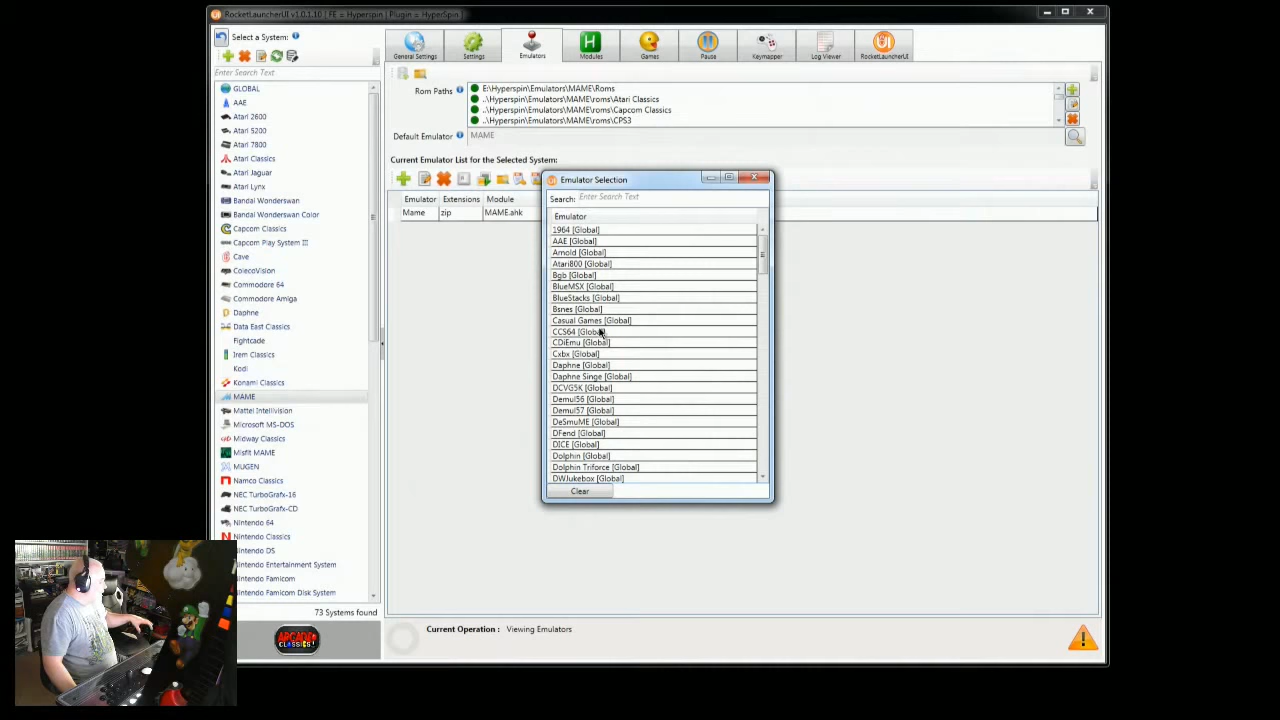 RocketLauncherUI v1.0.1.10 | FE = Hyperspin | Plugin = HyperSpin |
Select a System:
Enter Search Text
GLOBAL
AAE
Atari 2600
Atari 5200
Atari 7800
Atari Classics
Atari Jaguar
Atari Lynx
Bandai Wonderswan
Bandai Wonderswan Color
Capcom Classics
Capcom Play System III
Cave
ColecoVision
Commodore 64
Commodore Amiga
Daphne
Data East Classics
Fightcade
Irem Classics
Kodi
Konami Classics
MAME
Mattel Intellivision
Microsoft MS-DOS
Midway Classics
Misfit MAME
MUGEN
Namco Classics
NEC TurboGrafx-16
NEC TurboGrafx-CD
Nintendo 64
Nintendo Classics
Nintendo DS
Nintendo Entertainment System
Nintendo Famicom
Nintendo Famicom Disk System
73 Systems found
ARCADE
CLASSICS!
General Settings
Settings
Emulators
Modules
Games
Pause
Keymapper
Log Viewer
RocketLauncherUI
Rom Paths
E:\Hyperspin\Emulators\MAME\Roms
..\Hyperspin\Emulators\MAME\roms\Atari Classics
..\Hyperspin\Emulators\MAME\roms\Capcom Classics
..\Hyperspin\Emulators\MAME\roms\CPS3
Default Emulator
MAME
Current Emulator List for the Selected System:
Emulator Extensions Module
Mame zip MAME.ahk
Emulator Selection
Search: Enter Search Text
Emulator
1964 [Global]
AAE [Global]
Arnold [Global]
Atari800 [Global]
Bgb [Global]
BlueMSX [Global]
BlueStacks [Global]
Bsnes [Global]
Casual Games [Global]
CCS64 [Global]
CDiEmu [Global]
Cxbx [Global]
Daphne [Global]
Daphne Singe [Global]
DCVG5K [Global]
Demul56 [Global]
Demul57 [Global]
DeSmuME [Global]
DFend [Global]
DICE [Global]
Dolphin [Global]
Dolphin Triforce [Global]
DWJukebox [Global]
Clear
Current Operation : Viewing Emulators